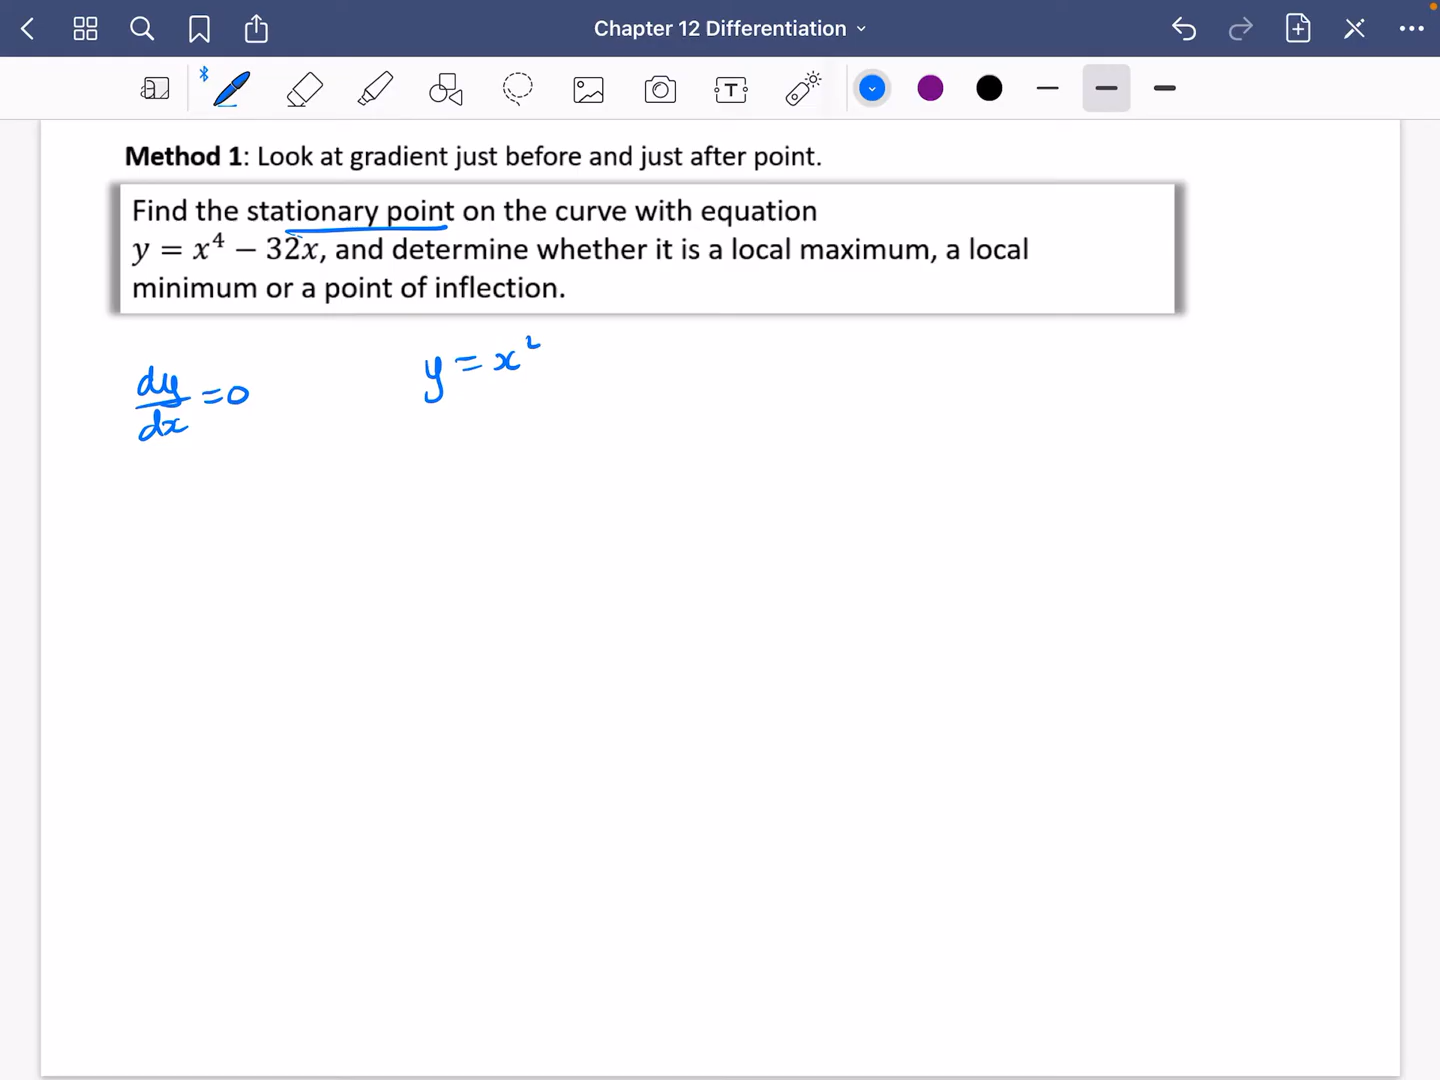 Chapter 12 Differentiation
Method 1: Look at gradient just before and just after point.
Find the stationary point on the curve with equation
y = x⁴ − 32x, and determine whether it is a local maximum, a local
minimum or a point of inflection.
dy/dx = 0
y = x²